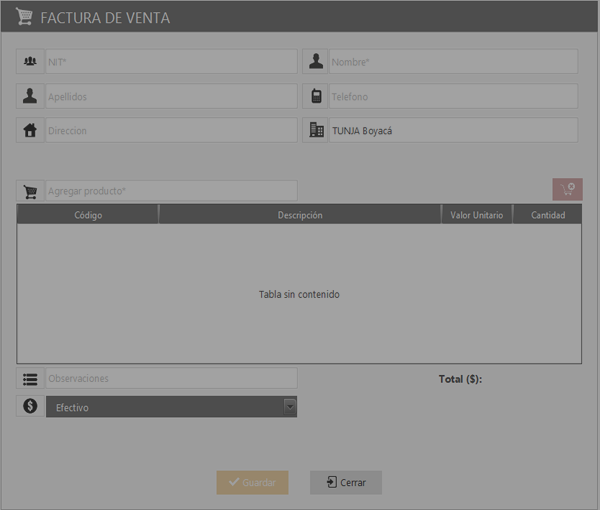 FACTURA DE VENTA
NIT*
Nombre*
Apellidos
Telefono
Direccion
TUNJA Boyacá
Agregar producto*
Código Descripción Valor Unitario Cantidad
Tabla sin contenido
Observaciones
Total ($):
Efectivo
Guardar
Cerrar